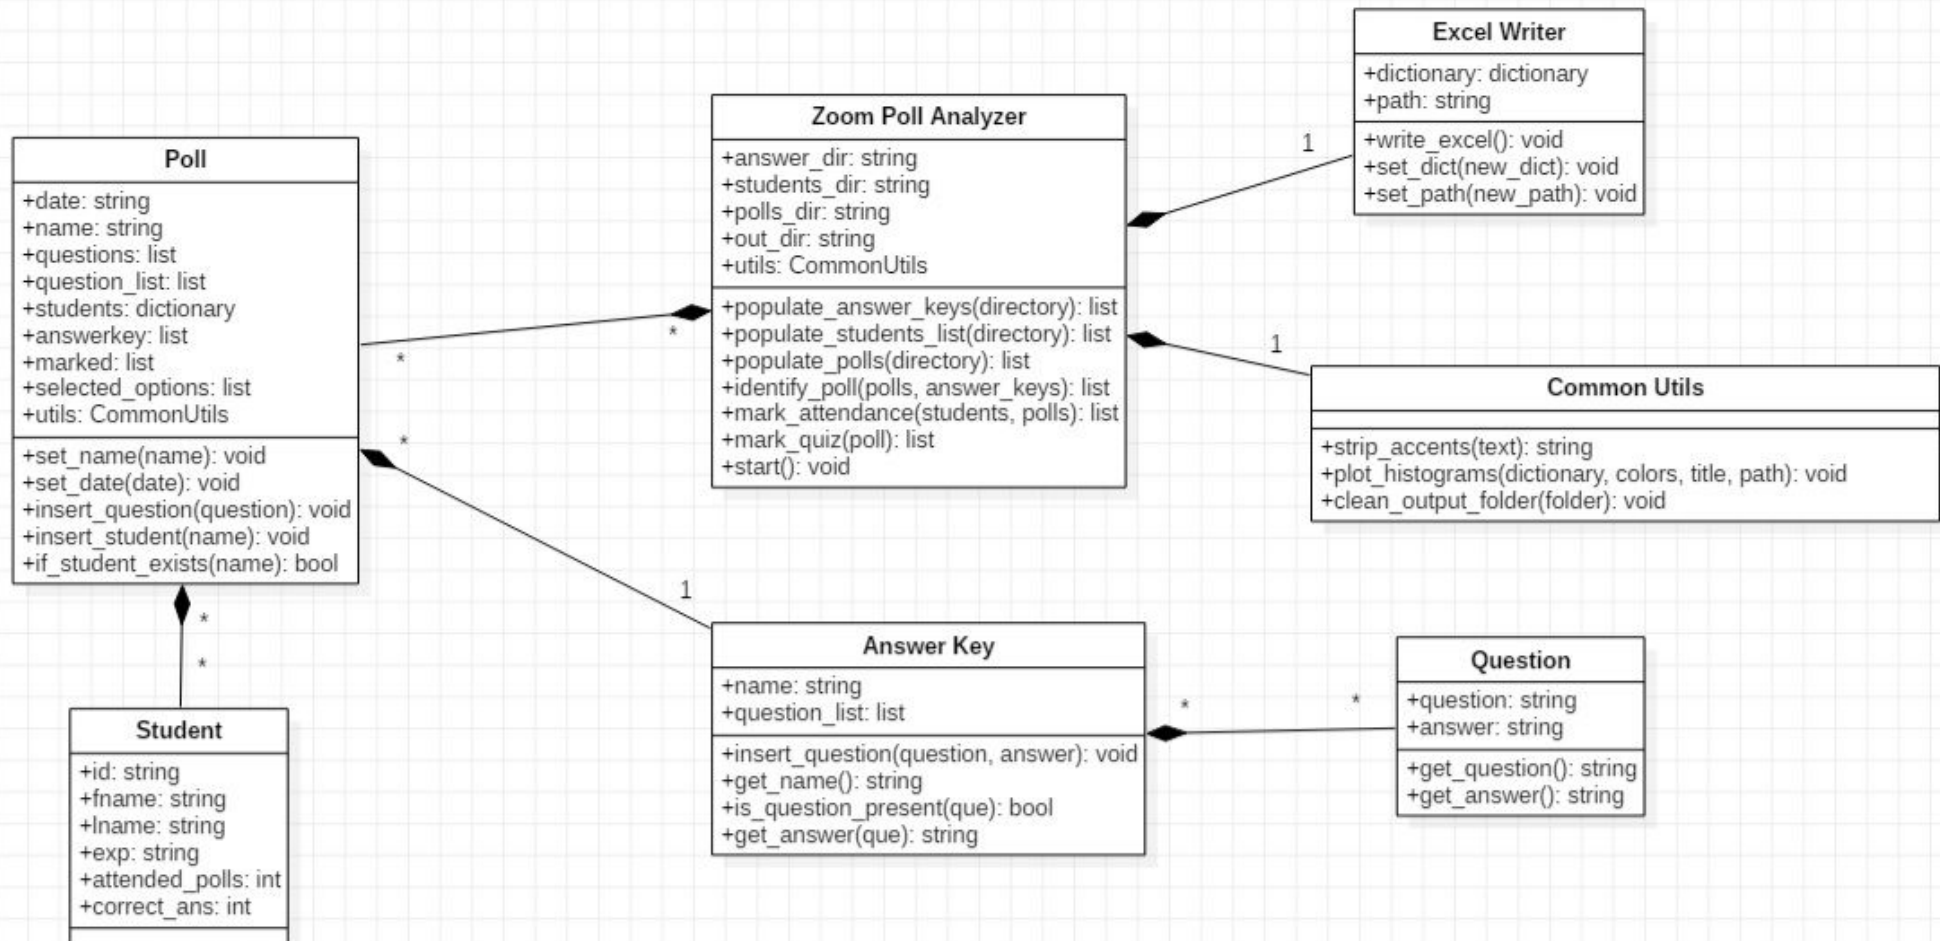 Poll
+date: string
+name: string
+questions: list
+question_list: list
+students: dictionary
+answerkey: list
+marked: list
+selected_options: list
+utils: CommonUtils
+set_name(name): void
+set_date(date): void
+insert_question(question): void
+insert_student(name): void
+if_student_exists(name): bool
*
*
*
*
*
1
Student
+id: string
+fname: string
+lname: string
+exp: string
+attended_polls: int
+correct_ans: int
Zoom Poll Analyzer
+answer_dir: string
+students_dir: string
+polls_dir: string
+out_dir: string
+utils: CommonUtils
+populate_answer_keys(directory): list
+populate_students_list(directory): list
+populate_polls(directory): list
+identify_poll(polls, answer_keys): list
+mark_attendance(students, polls): list
+mark_quiz(poll): list
+start(): void
1
1
Excel Writer
+dictionary: dictionary
+path: string
+write_excel(): void
+set_dict(new_dict): void
+set_path(new_path): void
Common Utils
+strip_accents(text): string
+plot_histograms(dictionary, colors, title, path): void
+clean_output_folder(folder): void
Answer Key
+name: string
+question_list: list
+insert_question(question, answer): void
+get_name(): string
+is_question_present(que): bool
+get_answer(que): string
*
*
Question
+question: string
+answer: string
+get_question(): string
+get_answer(): string